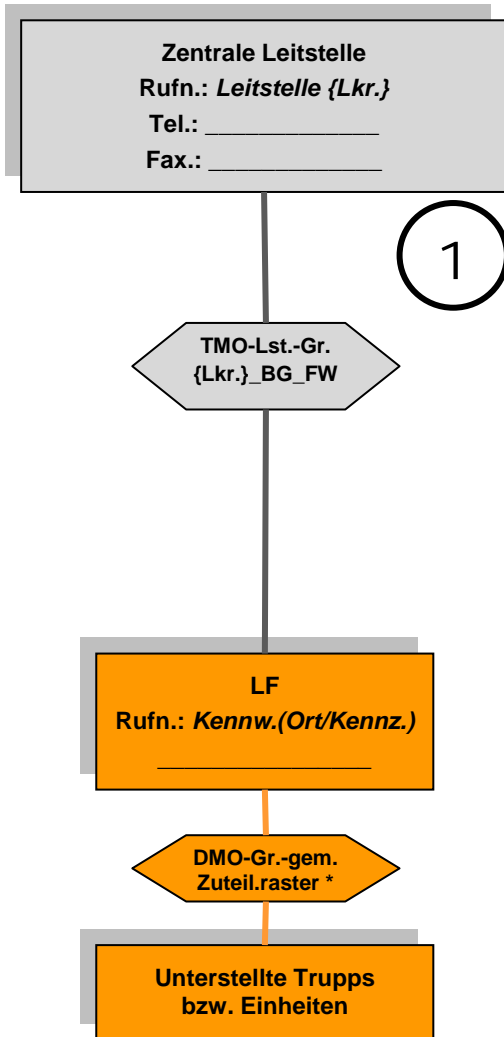 Zentrale Leitstelle
Rufn.: Leitstelle {Lkr.}
Tel.: _____________
Fax.: _____________
1
TMO-Lst.-Gr.
{Lkr.}_BG_FW
LF
Rufn.: Kennw.(Ort/Kennz.)
________________
DMO-Gr.-gem.
Zuteil.raster *
Unterstellte Trupps
bzw. Einheiten